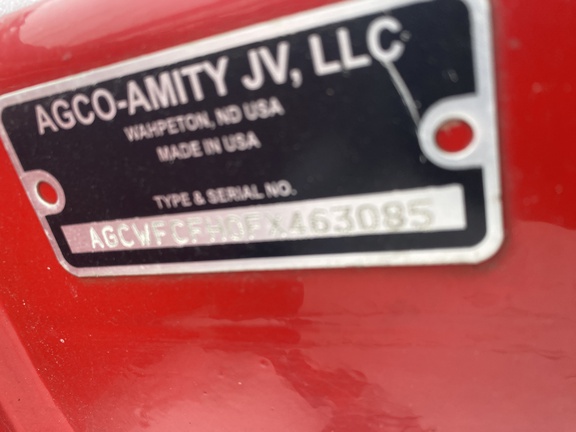 AGCO-AMITY JV, LLC
WAHPETON, ND USA
MADE IN USA
TYPE & SERIAL NO.